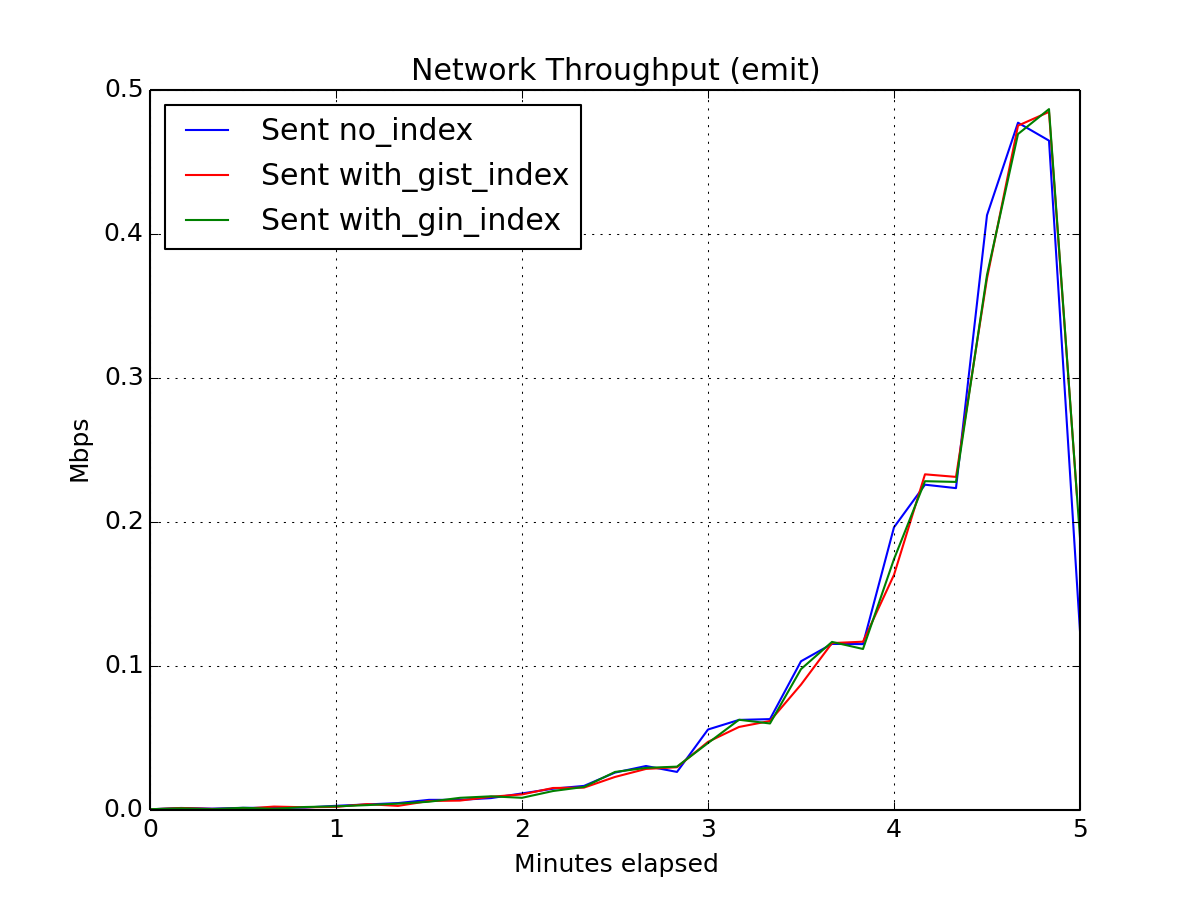 Network Throughput (emit)
Sent no_index
Sent with_gist_index
Sent with_gin_index
0.5
0.4
0.3
0.2
0.1
0.0
Mbps
0 1 2 3 4 5
Minutes elapsed